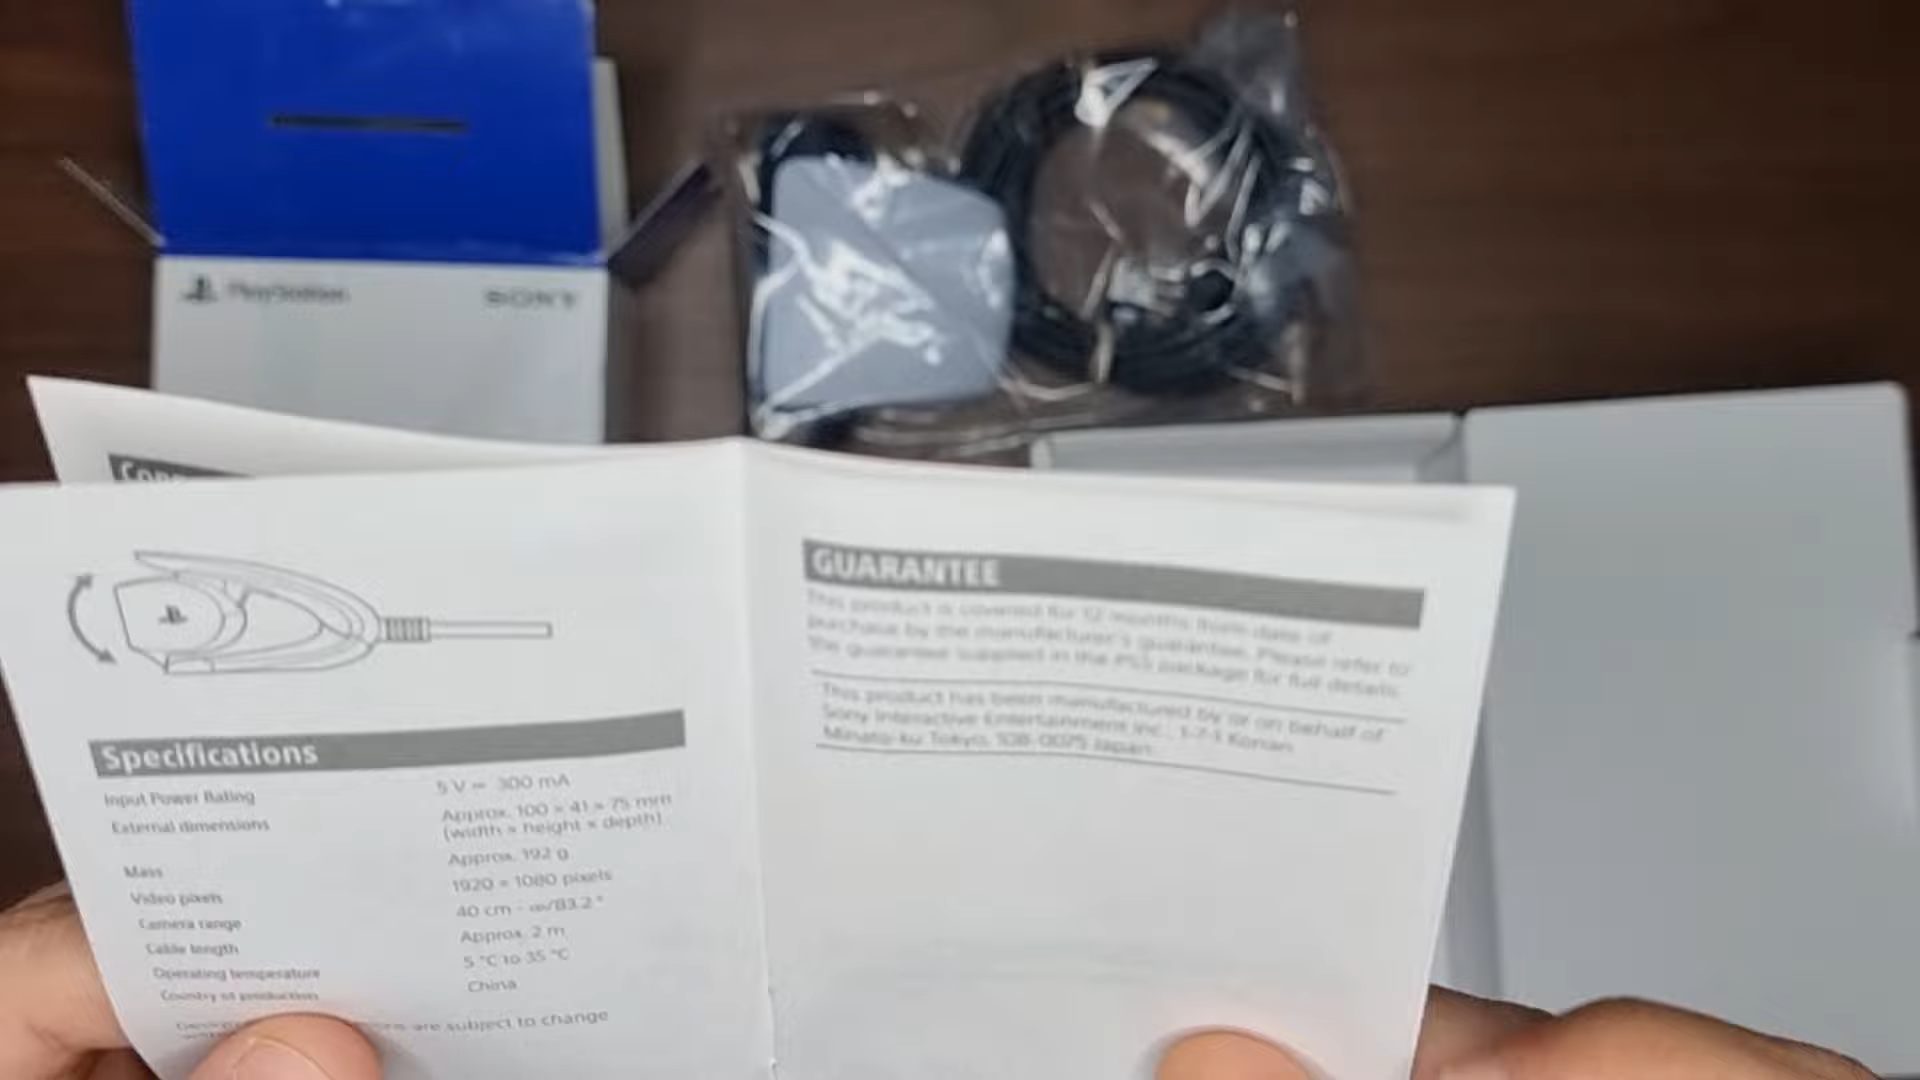 PlayStation
SONY
Specifications
Input Power Rating 5 V ⎓ 300 mA
External dimensions Approx. 100 × 41 × 75 mm
(width × height × depth)
Mass Approx. 192 g
Video pixels 1920 × 1080 pixels
Camera range 40 cm - ∞/83.2 °
Cable length Approx. 2 m
Operating temperature 5 °C to 35 °C
Country of production China
are subject to change
GUARANTEE
This product is covered for 12 months from date of
purchase by the manufacturer's guarantee. Please refer to
the guarantee supplied in the PS5 package for full details.
This product has been manufactured by or on behalf of
Sony Interactive Entertainment Inc., 1-7-1 Konan
Minato-ku Tokyo, 108-0075 Japan.